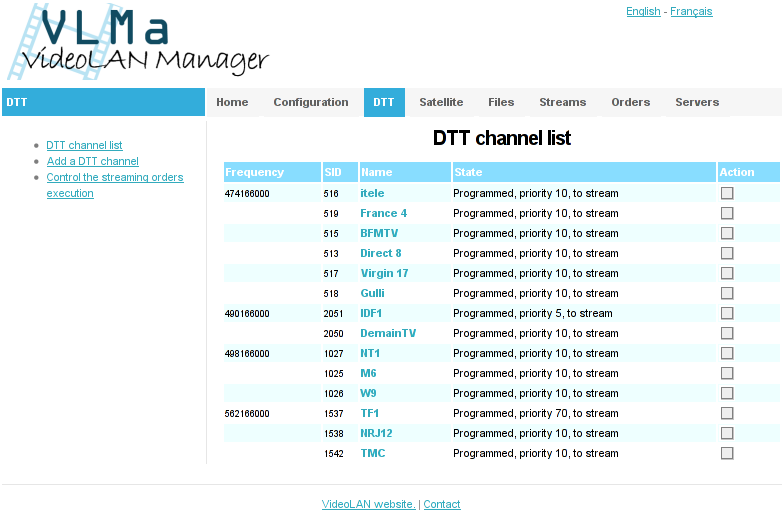 English - Français
VLMa
VideoLAN Manager
DTT Home Configuration DTT Satellite Files Streams Orders Servers
DTT channel list
Add a DTT channel
Control the streaming orders
execution
DTT channel list
Frequency SID Name State Action
474166000 516 itele Programmed, priority 10, to stream
519 France 4 Programmed, priority 10, to stream
515 BFMTV Programmed, priority 10, to stream
513 Direct 8 Programmed, priority 10, to stream
517 Virgin 17 Programmed, priority 10, to stream
518 Gulli Programmed, priority 10, to stream
490166000 2051 IDF1 Programmed, priority 5, to stream
2050 DemainTV Programmed, priority 10, to stream
498166000 1027 NT1 Programmed, priority 10, to stream
1025 M6 Programmed, priority 10, to stream
1026 W9 Programmed, priority 10, to stream
562166000 1537 TF1 Programmed, priority 70, to stream
1538 NRJ12 Programmed, priority 10, to stream
1542 TMC Programmed, priority 10, to stream
VideoLAN website. | Contact